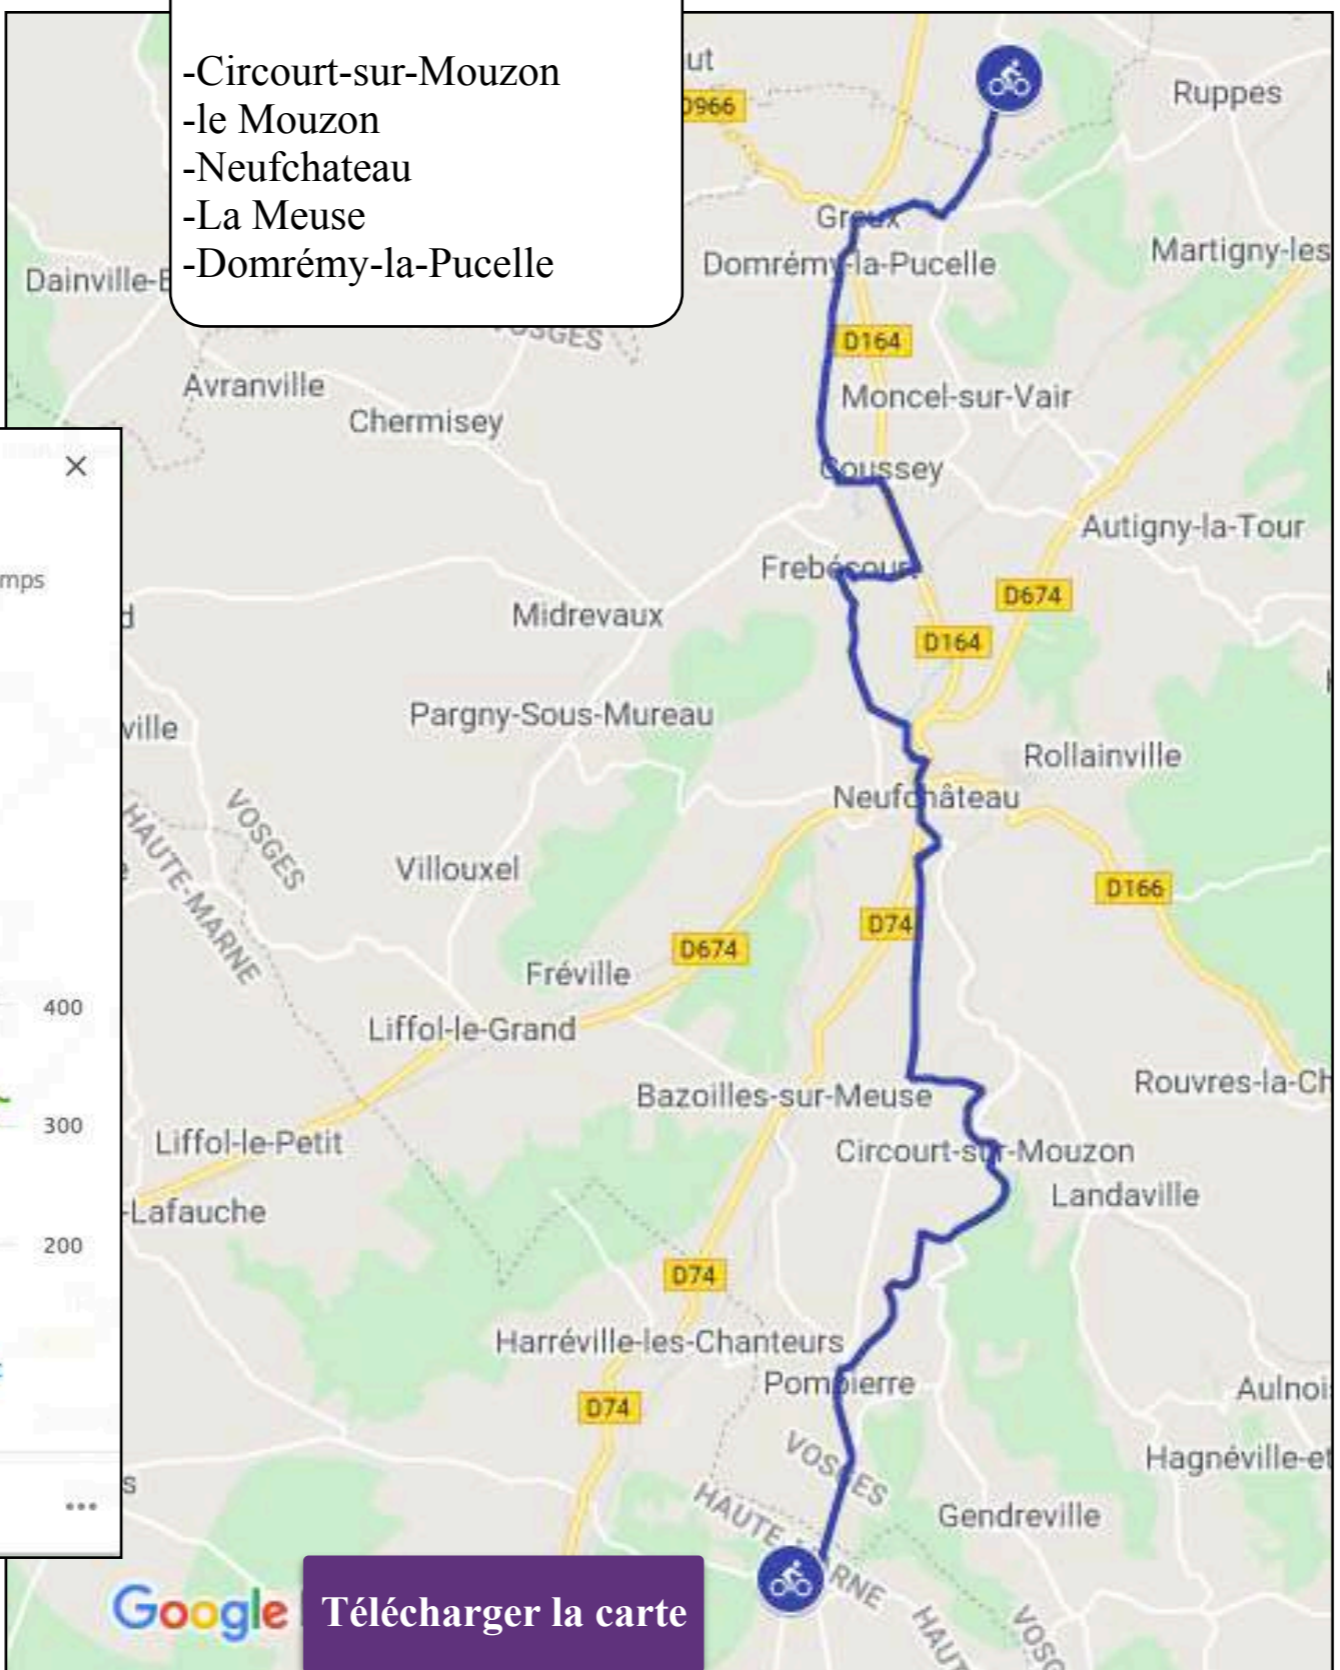 -Circourt-sur-Mouzon
-le Mouzon
-Neufchateau
-La Meuse
-Domrémy-la-Pucelle
ut
D966
Ruppes
Greux
Domrémy-la-Pucelle
Martigny-les
Dainville-B
VOSGES
D164
Avranville
Moncel-sur-Vair
Chermisey
Coussey
Autigny-la-Tour
mps
Frebécourt
D674
Midrevaux
d
D164
Pargny-Sous-Mureau
ville
Rollainville
Neufchâteau
VOSGES
HAUTE-MARNE
Villouxel
D166
D74
D674
Fréville
400
Liffol-le-Grand
Rouvres-la-Ch
Bazoilles-sur-Meuse
300
Liffol-le-Petit
Circourt-sur-Mouzon
Landaville
-Lafauche
200
D74
Harréville-les-Chanteurs
Pompierre
Aulnoi
D74
VOSGES
Hagnéville-et
s
...
HAUTE-MARNE
Gendreville
Google
Télécharger la carte
HAUT
VOSG